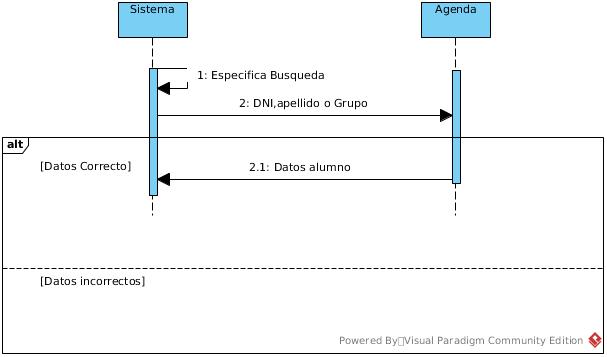 Sistema
Agenda
1: Especifica Busqueda
2: DNI,apellido o Grupo
alt
[Datos Correcto]
2.1: Datos alumno
[Datos incorrectos]
Powered By Visual Paradigm Community Edition